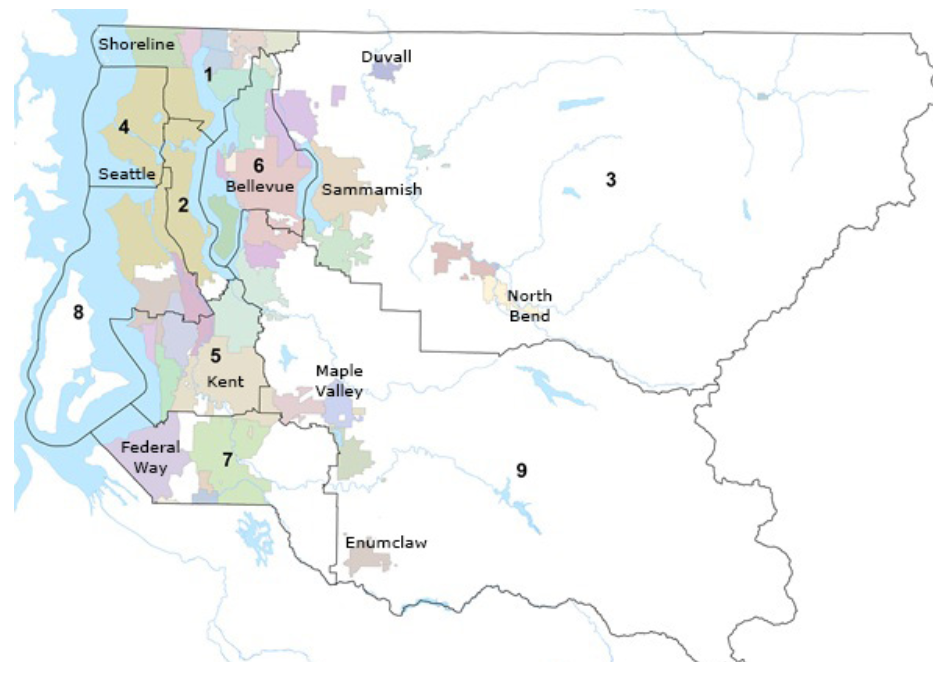 Shoreline
Duvall
1
4
6
Seattle
Bellevue
Sammamish
3
2
North
Bend
8
5
Kent
Maple
Valley
Federal
Way
7
9
Enumclaw